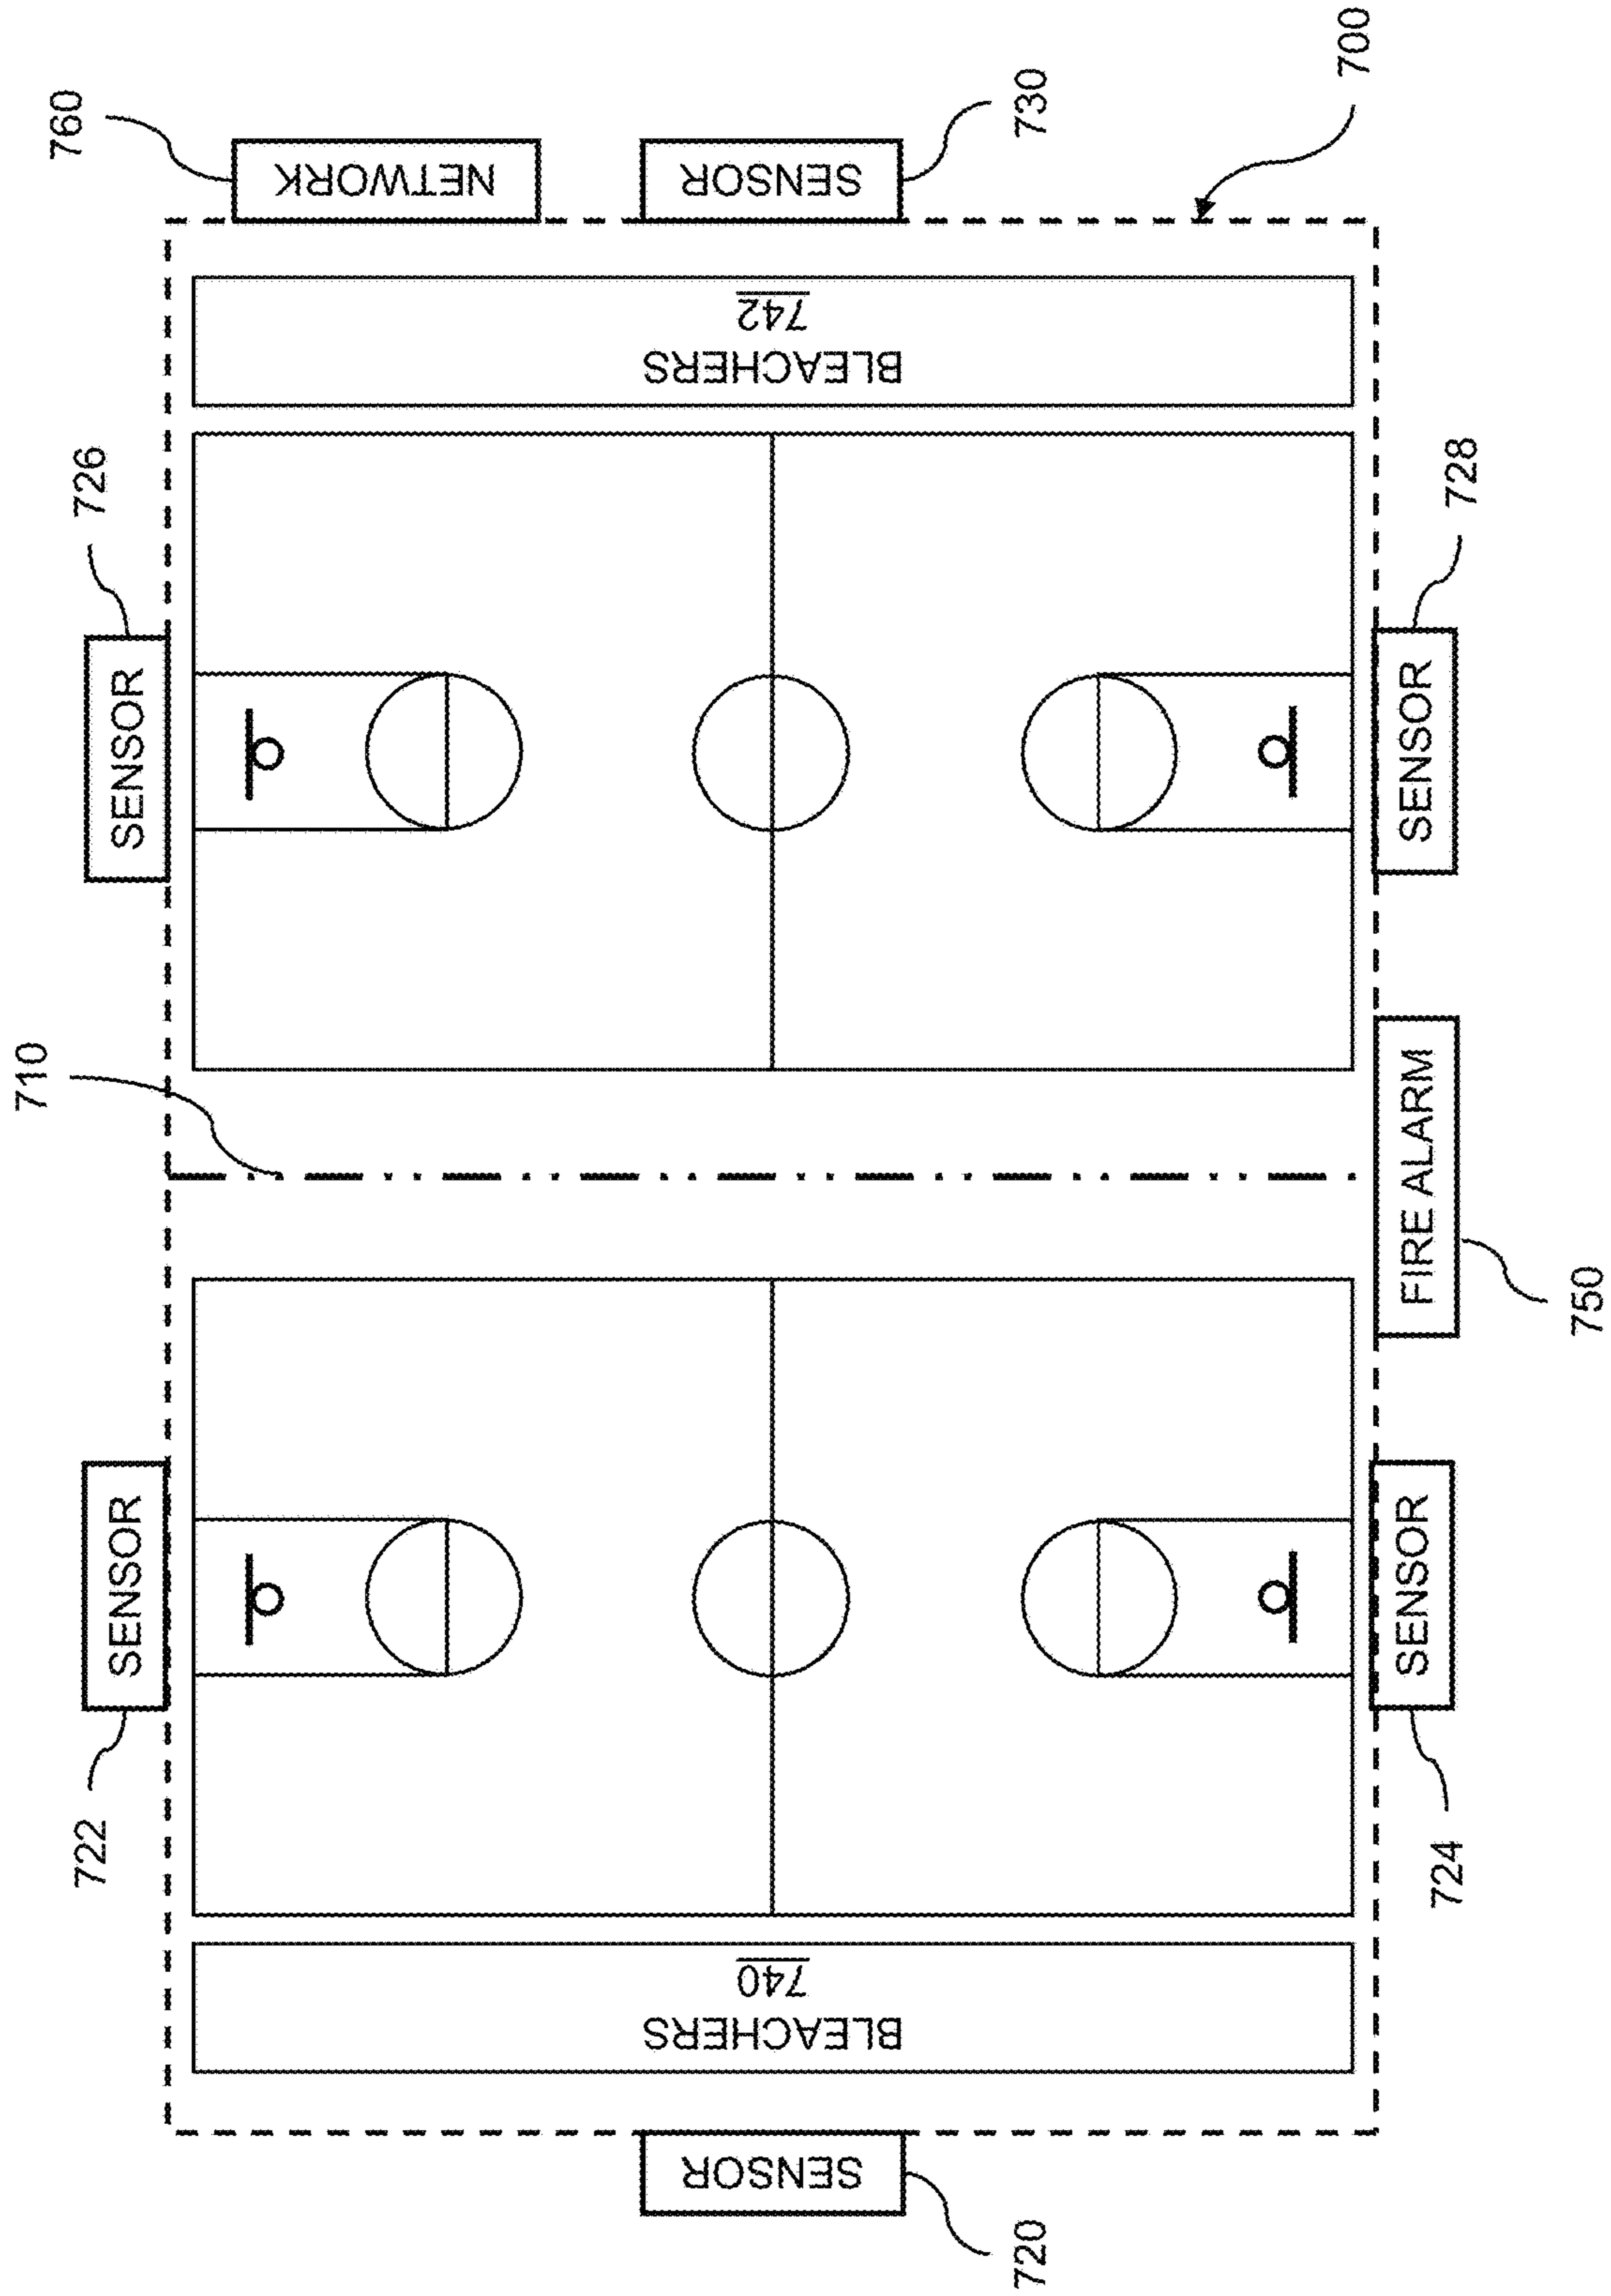 710
760
722
726
SENSOR
SENSOR
NETWORK
SENSOR
BLEACHERS
740
BLEACHERS
742
SENSOR
720
730
700
SENSOR
FIRE ALARM
SENSOR
724
728
750